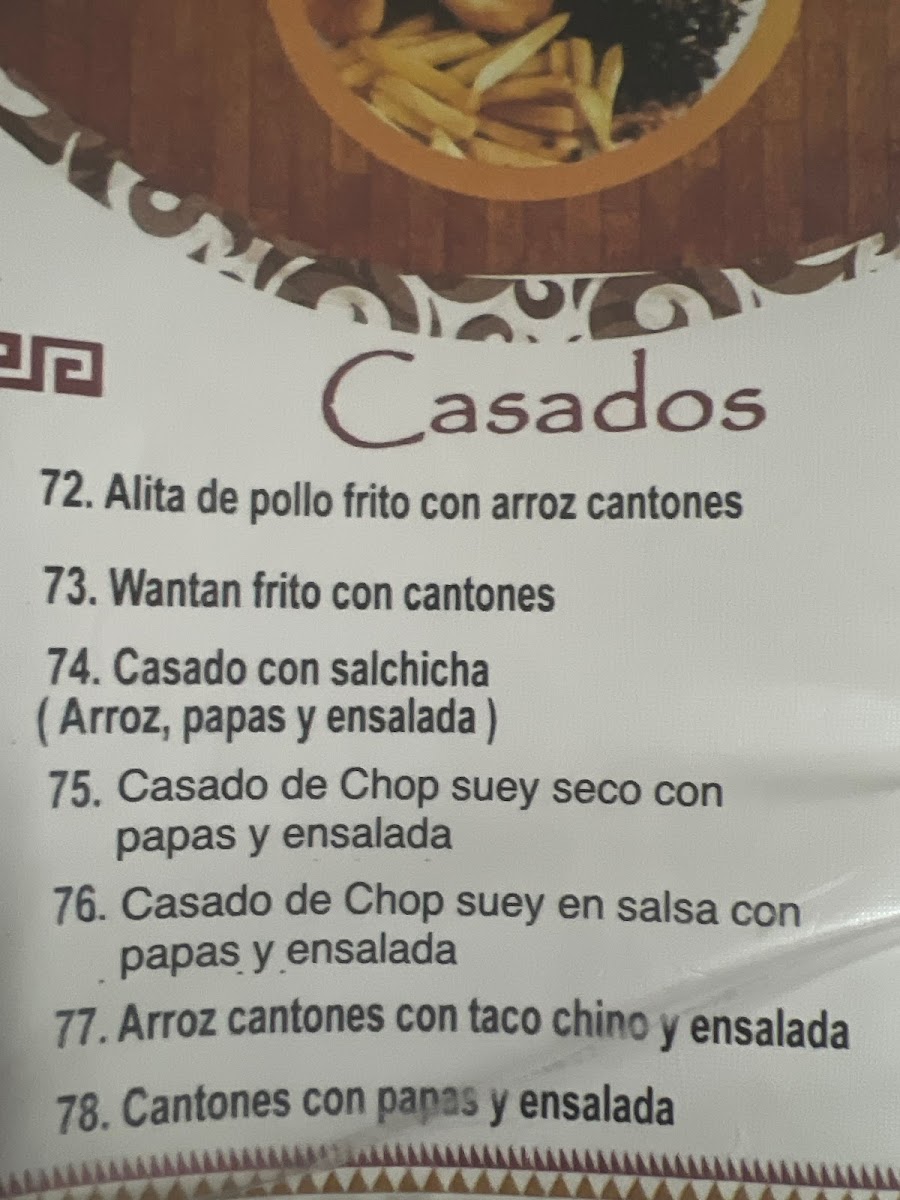 Casados
72. Alita de pollo frito con arroz cantones
73. Wantan frito con cantones
74. Casado con salchicha
( Arroz, papas y ensalada )
75. Casado de Chop suey seco con
papas y ensalada
76. Casado de Chop suey en salsa con
papas y ensalada
77. Arroz cantones con taco chino y ensalada
78. Cantones con papas y ensalada